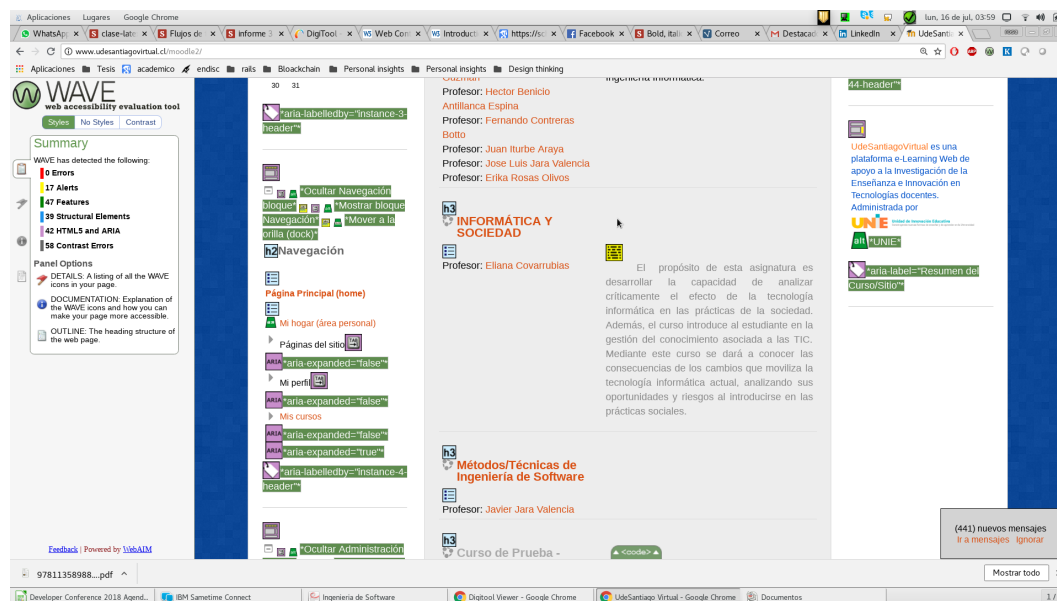 Aplicaciones Lugares Google Chrome
lun, 16 de jul, 03:59
WhatsAp
clase-late
Flujos de
informe 3
DigiTool -
Web Com
Introducti
https://sc
Facebook
Bold, itali
Correo
Destacad
LinkedIn
UdeSantia
www.udesantiagovirtual.cl/moodle2/
Aplicaciones Tesis academico endisc rails Bloackchain Personal insights Personal insights Design thinking
WAVE
web accessibility evaluation tool
Styles No Styles Contrast
Summary
WAVE has detected the following:
0 Errors
17 Alerts
47 Features
39 Structural Elements
42 HTML5 and ARIA
58 Contrast Errors
Panel Options
DETAILS: A listing of all the WAVE
icons in your page.
DOCUMENTATION: Explanation of
the WAVE icons and how you can
make your page more accessible.
OUTLINE: The heading structure of
the web page.
Feedback | Powered by WebAIM
30 31
*aria-labelledby="instance-3-
header"*
*Ocultar Navegación
bloque* *Mostrar bloque
Navegación* *Mover a la
orilla (dock)*
h2 Navegación
Página Principal (home)
Mi hogar (área personal)
Páginas del sitio
ARIA *aria-expanded="false"*
Mi perfil
ARIA *aria-expanded="false"*
Mis cursos
ARIA *aria-expanded="false"*
ARIA *aria-expanded="true"*
*aria-labelledby="instance-4-
header"*
*Ocultar Administración
Guzmán
Profesor: Hector Benicio
Antillanca Espina
Profesor: Fernando Contreras
Botto
Profesor: Juan Iturbe Araya
Profesor: Jose Luis Jara Valencia
Profesor: Erika Rosas Olivos
Ingeniería Informática.
h3
INFORMÁTICA Y
SOCIEDAD
Profesor: Eliana Covarrubias
El propósito de esta asignatura es
desarrollar la capacidad de analizar
críticamente el efecto de la tecnología
informática en las prácticas de la sociedad.
Además, el curso introduce al estudiante en la
gestión del conocimiento asociada a las TIC.
Mediante este curso se dará a conocer las
consecuencias de los cambios que moviliza la
tecnología informática actual, analizando sus
oportunidades y riesgos al introducirse en las
prácticas sociales.
h3
Métodos/Técnicas de
Ingeniería de Software
Profesor: Javier Jara Valencia
h3
Curso de Prueba -
<code>
44-header"*
UdeSantiagoVirtual es una
plataforma e-Learning Web de
apoyo a la Investigación de la
Enseñanza e Innovación en
Tecnologías docentes.
Administrada por
UNIE Unidad de Innovación Educativa
alt *UNIE*
*aria-label="Resumen del
Curso/Sitio"*
(441) nuevos mensajes
Ir a mensajes Ignorar
97811358988....pdf
Mostrar todo
Developer Conference 2018 Agend... IBM Sametime Connect Ingenieria de Software Digitool Viewer - Google Chrome UdeSantiago Virtual - Google Chrome Documentos 1 /